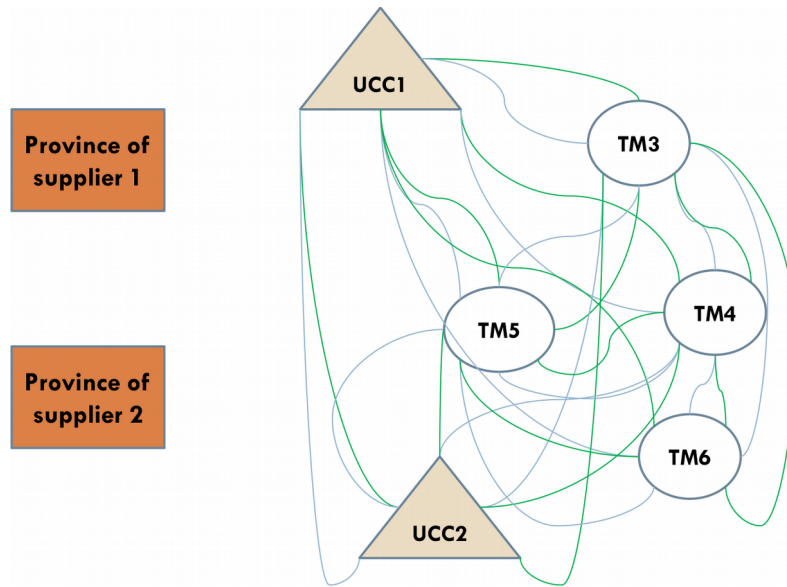 UCC1
Province of
supplier 1
TM3
TM5
TM4
Province of
supplier 2
TM6
UCC2